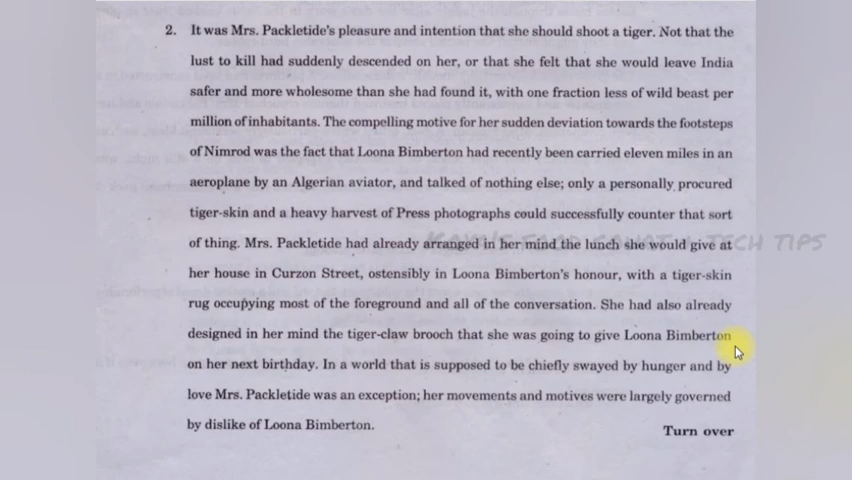 2. It was Mrs. Packletide's pleasure and intention that she should shoot a tiger. Not that the
lust to kill had suddenly descended on her, or that she felt that she would leave India
safer and more wholesome than she had found it, with one fraction less of wild beast per
million of inhabitants. The compelling motive for her sudden deviation towards the footsteps
of Nimrod was the fact that Loona Bimberton had recently been carried eleven miles in an
aeroplane by an Algerian aviator, and talked of nothing else; only a personally procured
tiger-skin and a heavy harvest of Press photographs could successfully counter that sort
of thing. Mrs. Packletide had already arranged in her mind the lunch she would give at
TECH TIPS
her house in Curzon Street, ostensibly in Loona Bimberton's honour, with a tiger-skin
rug occupying most of the foreground and all of the conversation. She had also already
designed in her mind the tiger-claw brooch that she was going to give Loona Bimberton
on her next birthday. In a world that is supposed to be chiefly swayed by hunger and by
love Mrs. Packletide was an exception; her movements and motives were largely governed
by dislike of Loona Bimberton.
Turn over